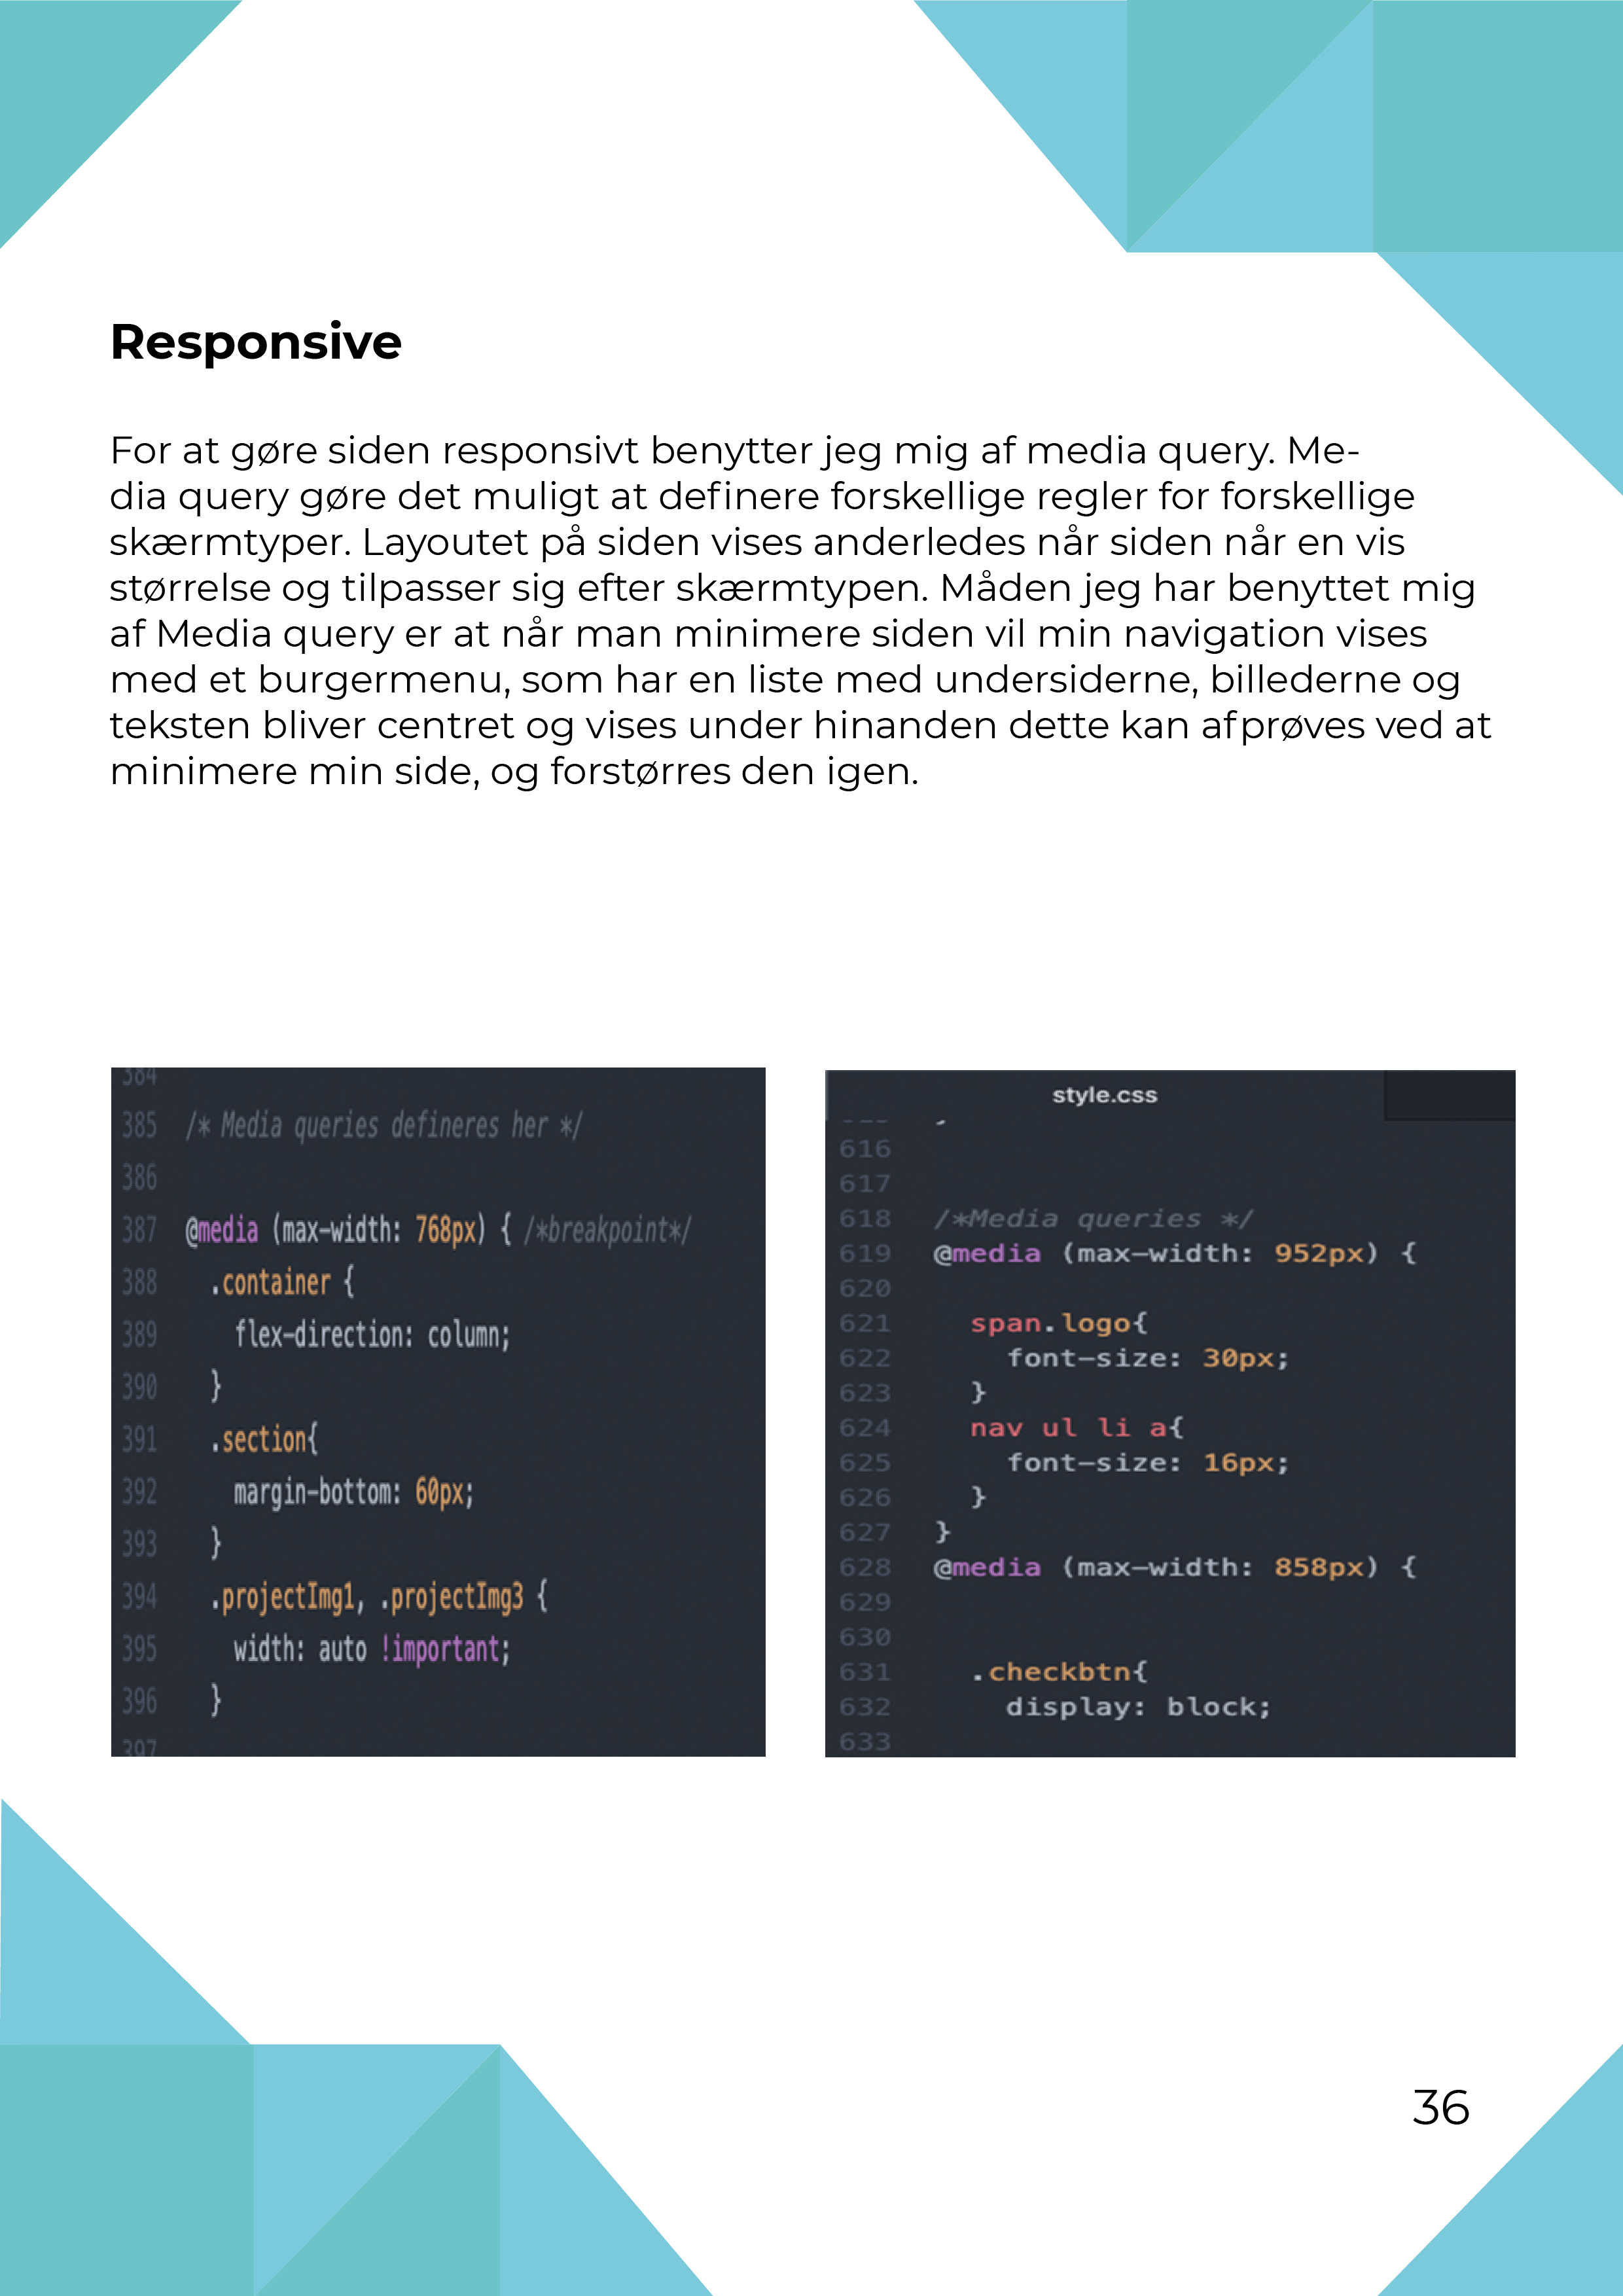 Responsive
For at gøre siden responsivt benytter jeg mig af media query. Me-
dia query gøre det muligt at definere forskellige regler for forskellige
skærmtyper. Layoutet på siden vises anderledes når siden når en vis
størrelse og tilpasser sig efter skærmtypen. Måden jeg har benyttet mig
af Media query er at når man minimere siden vil min navigation vises
med et burgermenu, som har en liste med undersiderne, billederne og
teksten bliver centret og vises under hinanden dette kan afprøves ved at
minimere min side, og forstørres den igen.
384
385 /* Media queries defineres her */
386
387 @media (max-width: 768px) { /*breakpoint*/
388 .container {
389 flex-direction: column;
390 }
391 .section{
392 margin-bottom: 60px;
393 }
394 .projectImg1, .projectImg3 {
395 width: auto !important;
396 }
397
style.css
616
617
618 /*Media queries */
619 @media (max-width: 952px) {
620
621 span.logo{
622 font-size: 30px;
623 }
624 nav ul li a{
625 font-size: 16px;
626 }
627 }
628 @media (max-width: 858px) {
629
630
631 .checkbtn{
632 display: block;
633
36